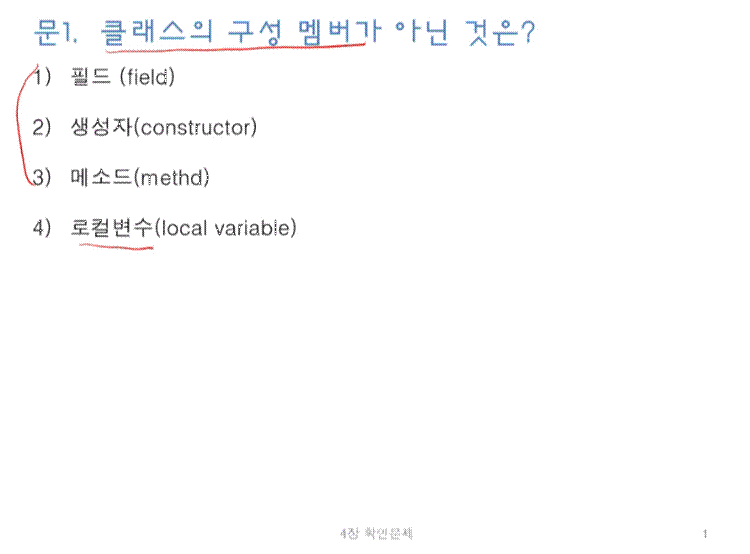 문1. 클래스의 구성 멤버가 아닌 것은?
1) 필드 (field)
2) 생성자(constructor)
3) 메소드(methd)
4) 로컬변수(local variable)
4장 확인문제
1